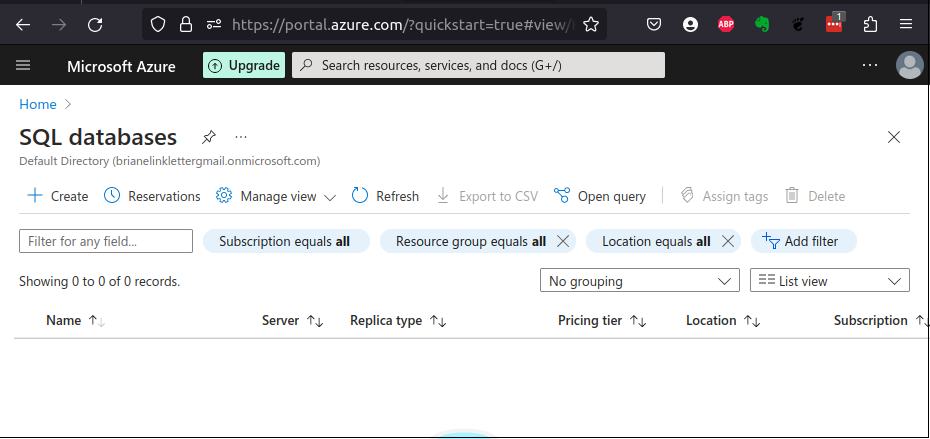 https://portal.azure.com/?quickstart=true#view/
ABP
1
Microsoft Azure
Upgrade
Search resources, services, and docs (G+/)
Home
SQL databases
Default Directory (brianelinklettergmail.onmicrosoft.com)
Create Reservations Manage view Refresh Export to CSV Open query Assign tags Delete
Filter for any field... Subscription equals all Resource group equals all Location equals all Add filter
Showing 0 to 0 of 0 records. No grouping List view
Name Server Replica type Pricing tier Location Subscription